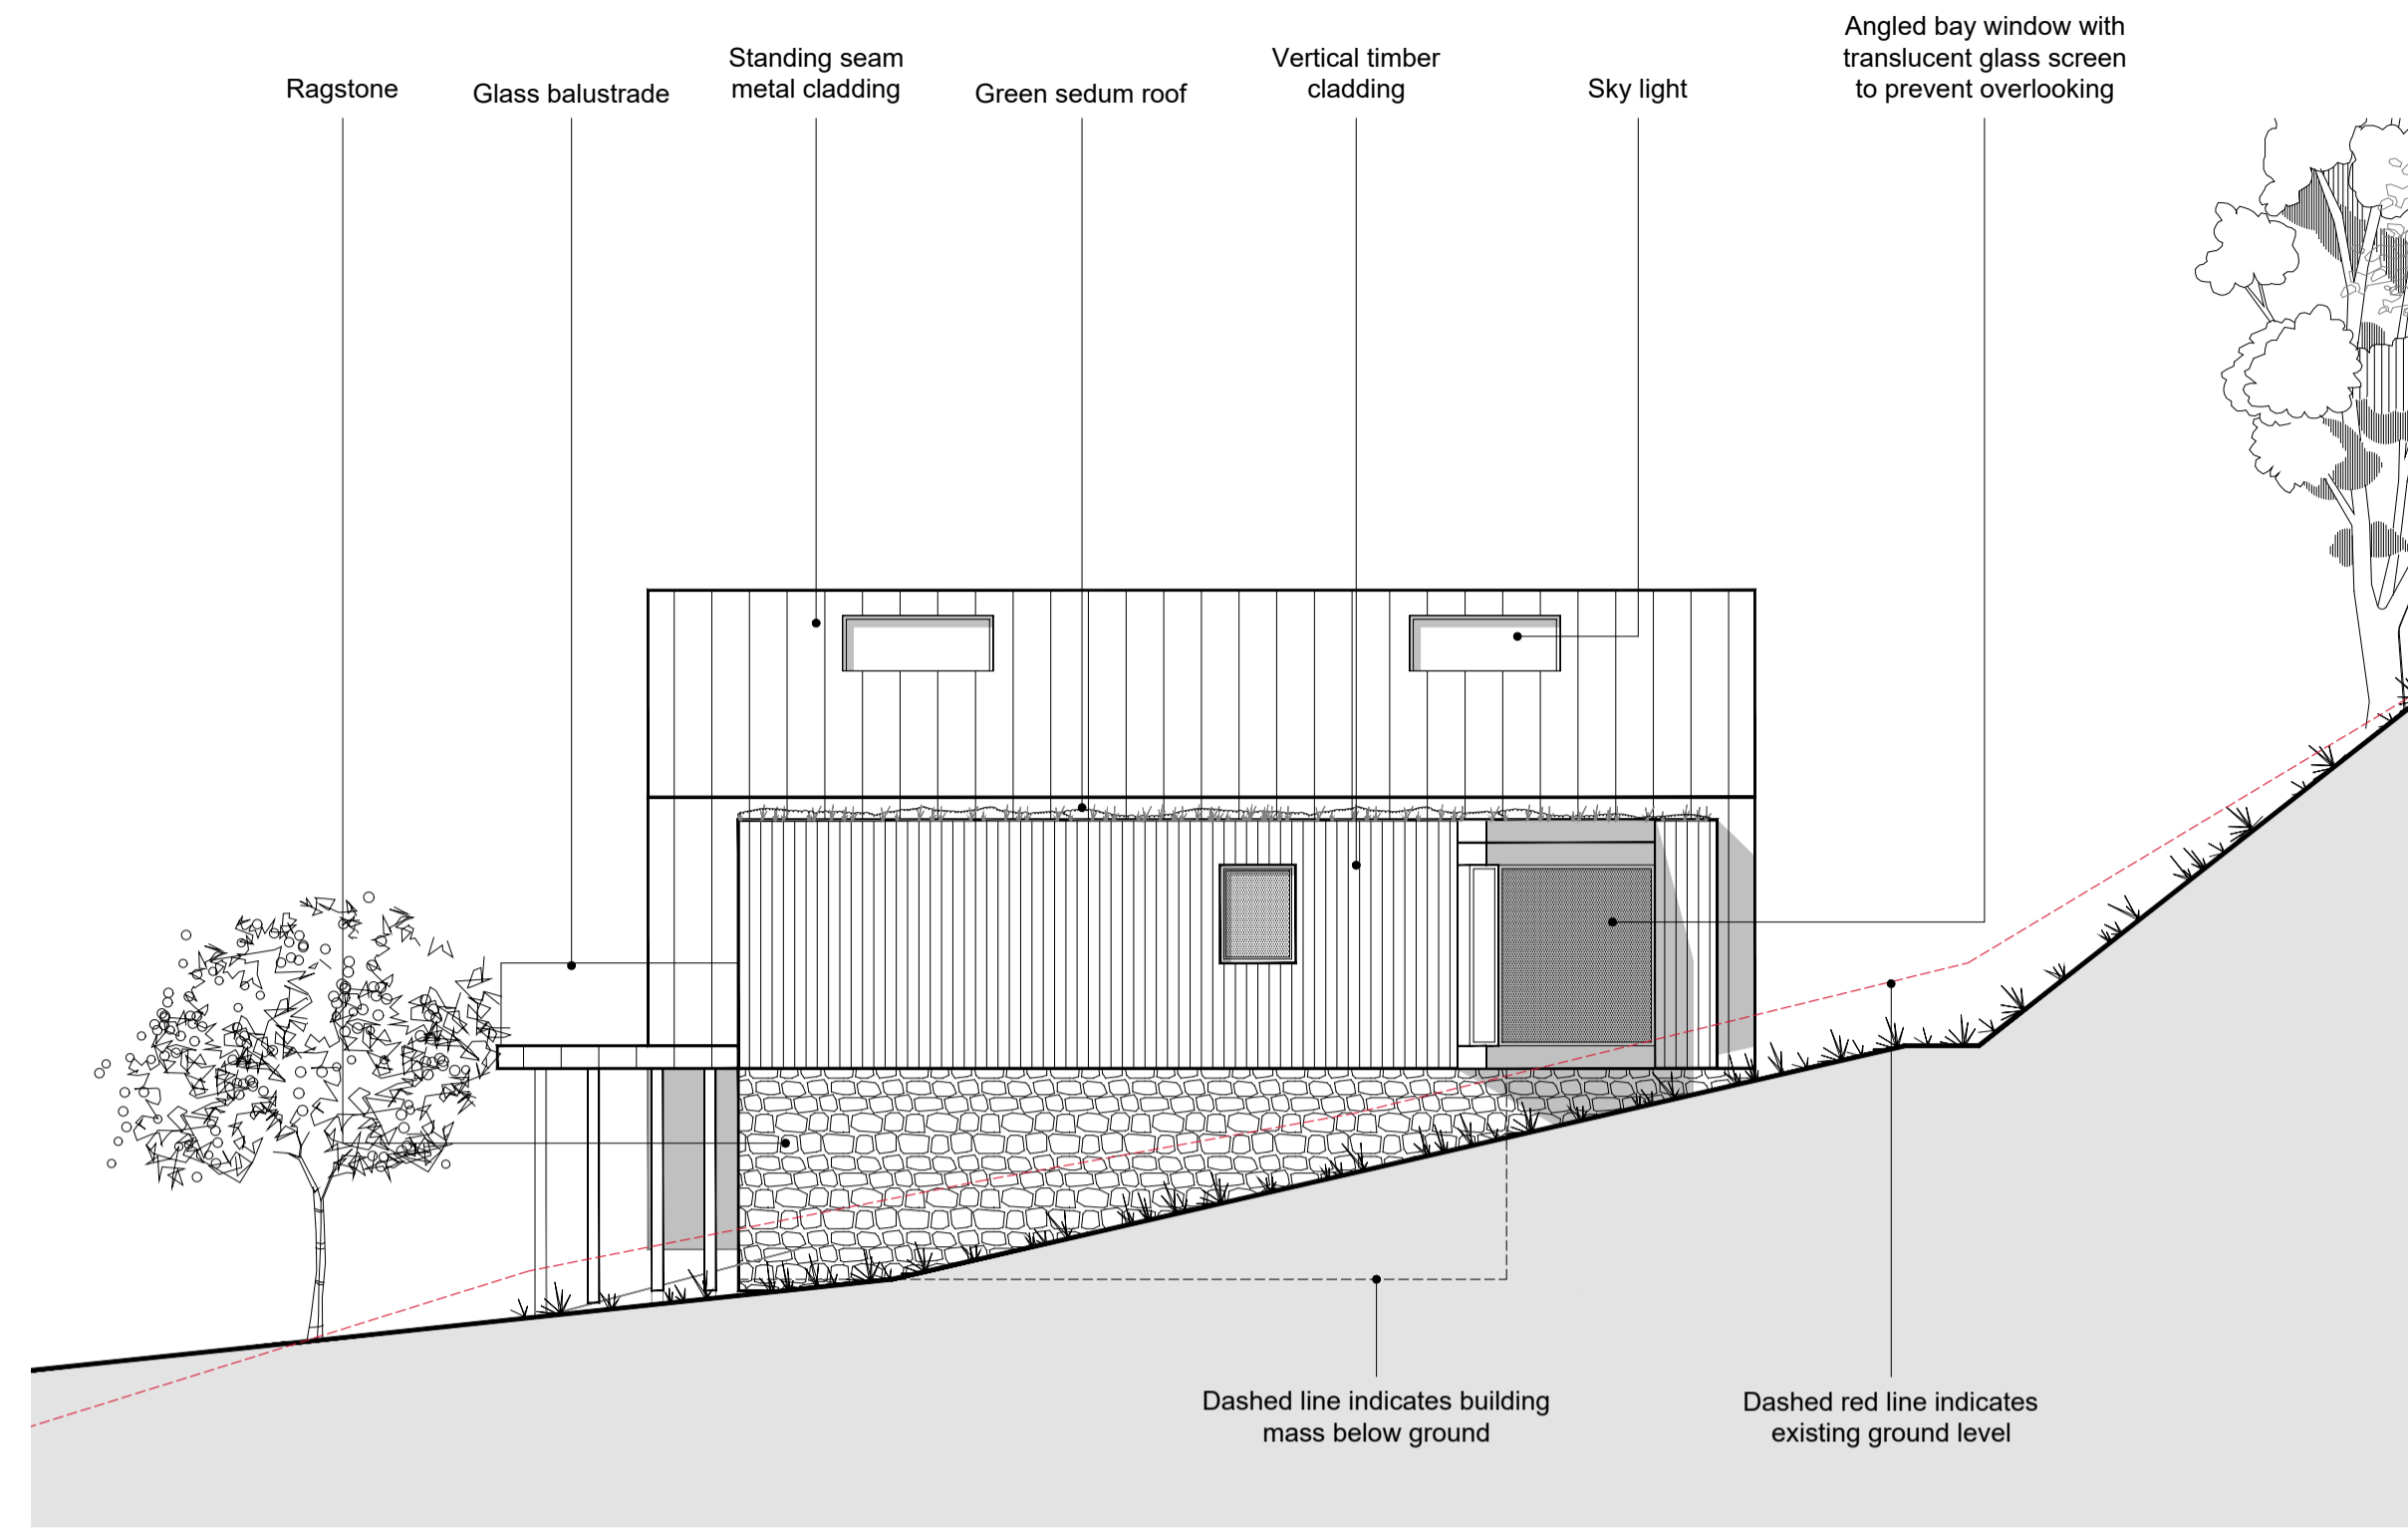 Ragstone
Glass balustrade
Standing seam
metal cladding
Green sedum roof
Vertical timber
cladding
Sky light
Angled bay window with
translucent glass screen
to prevent overlooking
Dashed line indicates building
mass below ground
Dashed red line indicates
existing ground level